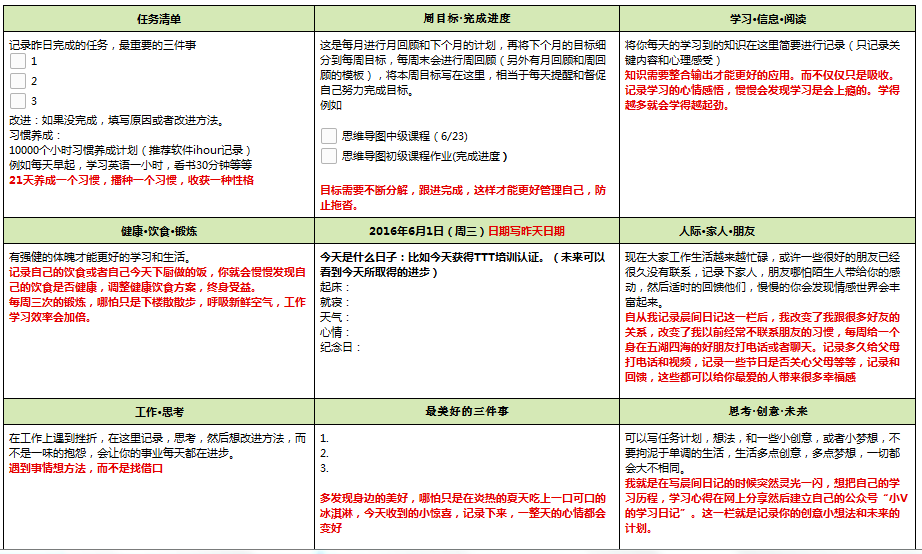 任务清单
记录昨日完成的任务，最重要的三件事
1
2
3
改进：如果没完成，填写原因或者改进方法。
习惯养成：
10000个小时习惯养成计划（推荐软件ihour记录）
例如每天早起，学习英语一小时，看书30分钟等等
21天养成一个习惯，播种一个习惯，收获一种性格
周目标·完成进度
这是每月进行月回顾和下个月的计划，再将下个月的目标细
分到每周目标，每周末会进行周回顾（另外有月回顾和周回
顾的模板），将本周目标写在这里，相当于每天提醒和督促
自己努力完成目标。
例如
思维导图中级课程（6/23）
思维导图初级课程作业(完成进度）
目标需要不断分解，跟进完成，这样才能更好管理自己，防
止拖沓。
学习·信息·阅读
将你每天的学习到的知识在这里简要进行记录（只记录关
键内容和心理感受）
知识需要整合输出才能更好的应用。而不仅仅只是吸收。
记录学习的心情感悟，慢慢会发现学习是会上瘾的。学得
越多就会学得越起劲。
健康·饮食·锻炼
有强健的体魄才能更好的学习和生活。
记录自己的饮食或者自己今天下厨做的饭，你就会慢慢发现自
己的饮食是否健康，调整健康饮食方案，终身受益。
每周三次的锻炼，哪怕只是下楼散散步，呼吸新鲜空气，工作
学习效率会加倍。
2016年6月1日（周三）日期写昨天日期
今天是什么日子：比如今天获得TTT培训认证。（未来可以
看到今天所取得的进步）
起床：
就寝：
天气：
心情：
纪念日：
人际·家人·朋友
现在大家工作生活越来越忙碌，或许一些很好的朋友已经
很久没有联系，记录下家人，朋友哪怕陌生人带给你的感
动，然后适时的回馈他们，慢慢的你会发现情感世界会丰
富起来。
自从我记录晨间日记这一栏后，我改变了我跟很多好友的
关系，改变了我以前经常不联系朋友的习惯，每周给一个
身在五湖四海的好朋友打电话或者聊天。记录多久给父母
打电话和视频，记录一些节日是否关心父母等等，记录和
回馈，这些都可以给你最爱的人带来很多幸福感
工作·思考
在工作上遇到挫折，在这里记录，思考，然后想改进方法，而
不是一味的抱怨，会让你的事业每天都在进步。
遇到事情想方法，而不是找借口
最美好的三件事
1.
2.
3.
多发现身边的美好，哪怕只是在炎热的夏天吃上一口可口的
冰淇淋，今天收到的小惊喜，记录下来，一整天的心情都会
变好
思考·创意·未来
可以写任务计划，想法，和一些小创意，或者小梦想，不
要拘泥于单调的生活，生活多点创意，多点梦想，一切都
会大不相同。
我就是在写晨间日记的时候突然灵光一闪，想把自己的学
习历程，学习心得在网上分享然后建立自己的公众号“小V
的学习日记”。这一栏就是记录你的创意小想法和未来的
计划。